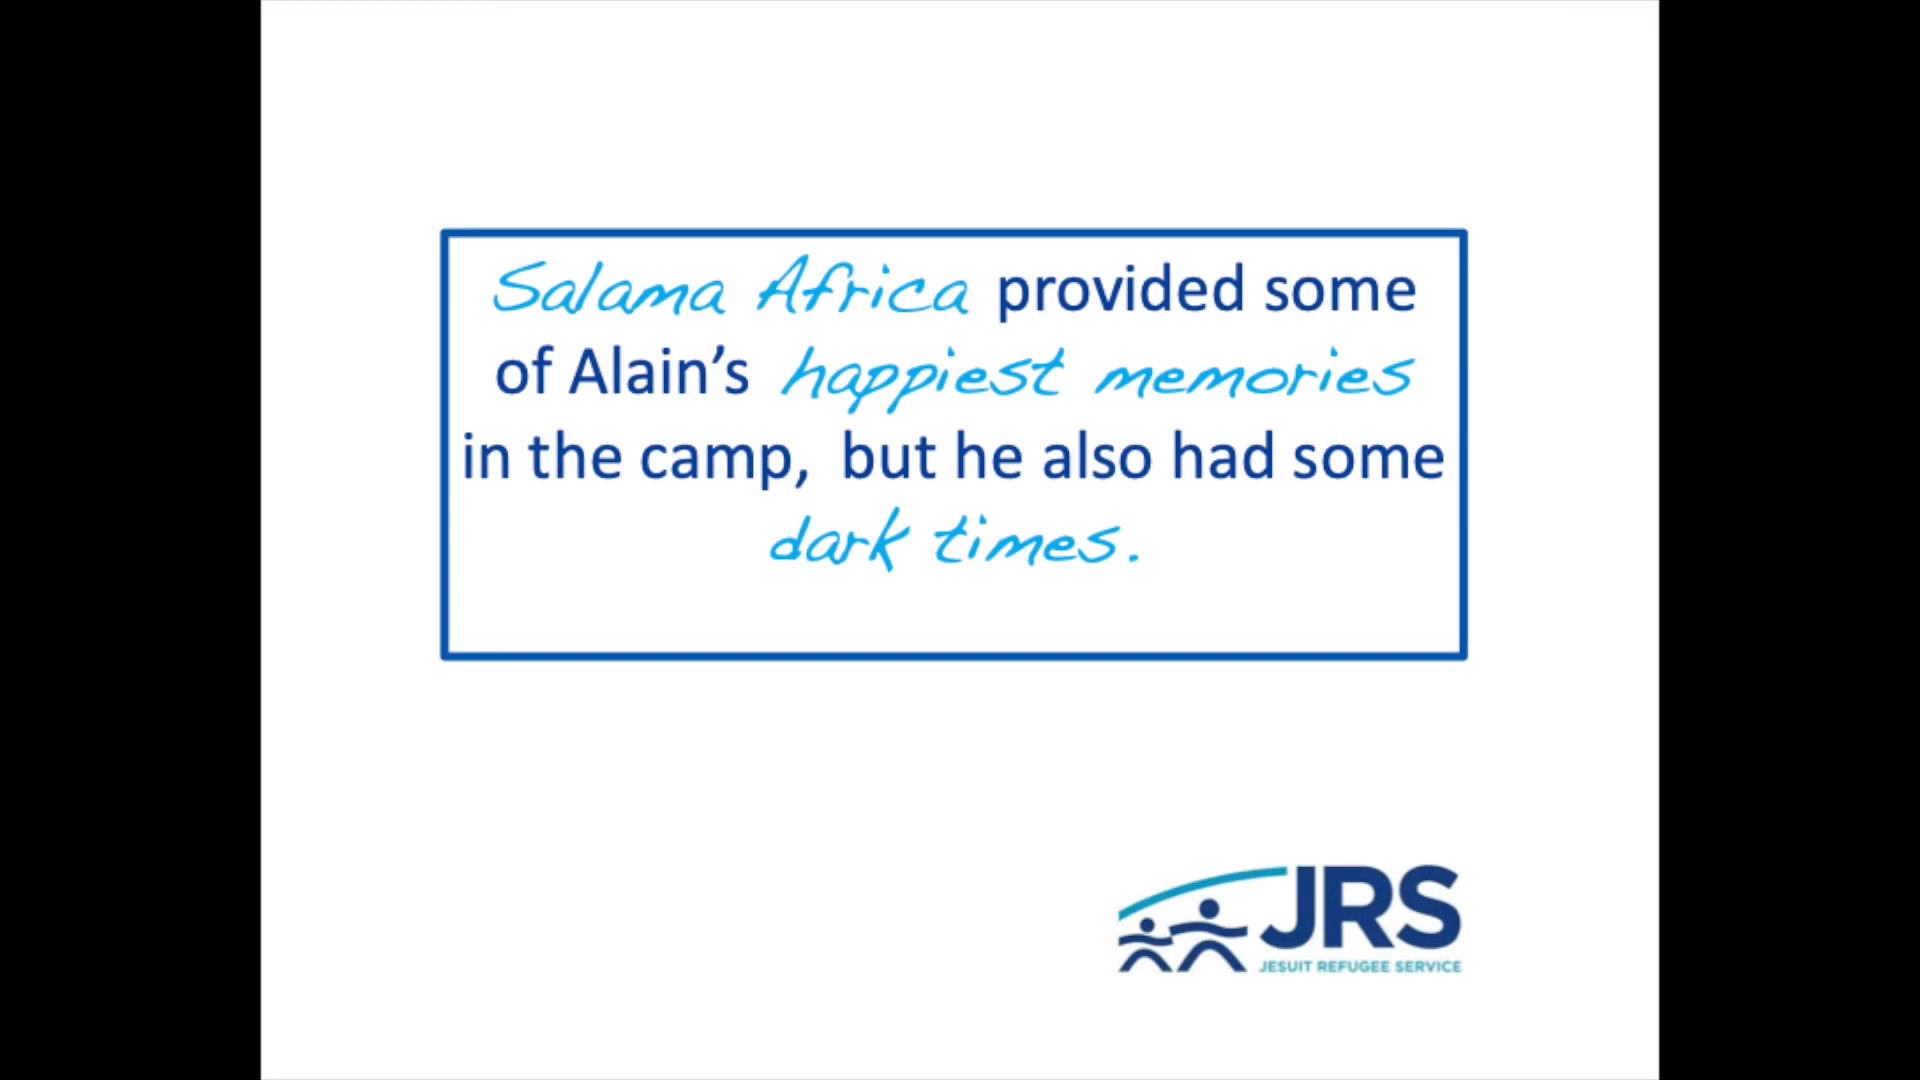 Salama Africa provided some
of Alain’s happiest memories
in the camp, but he also had some
dark times.
JRS
JESUIT REFUGEE SERVICE